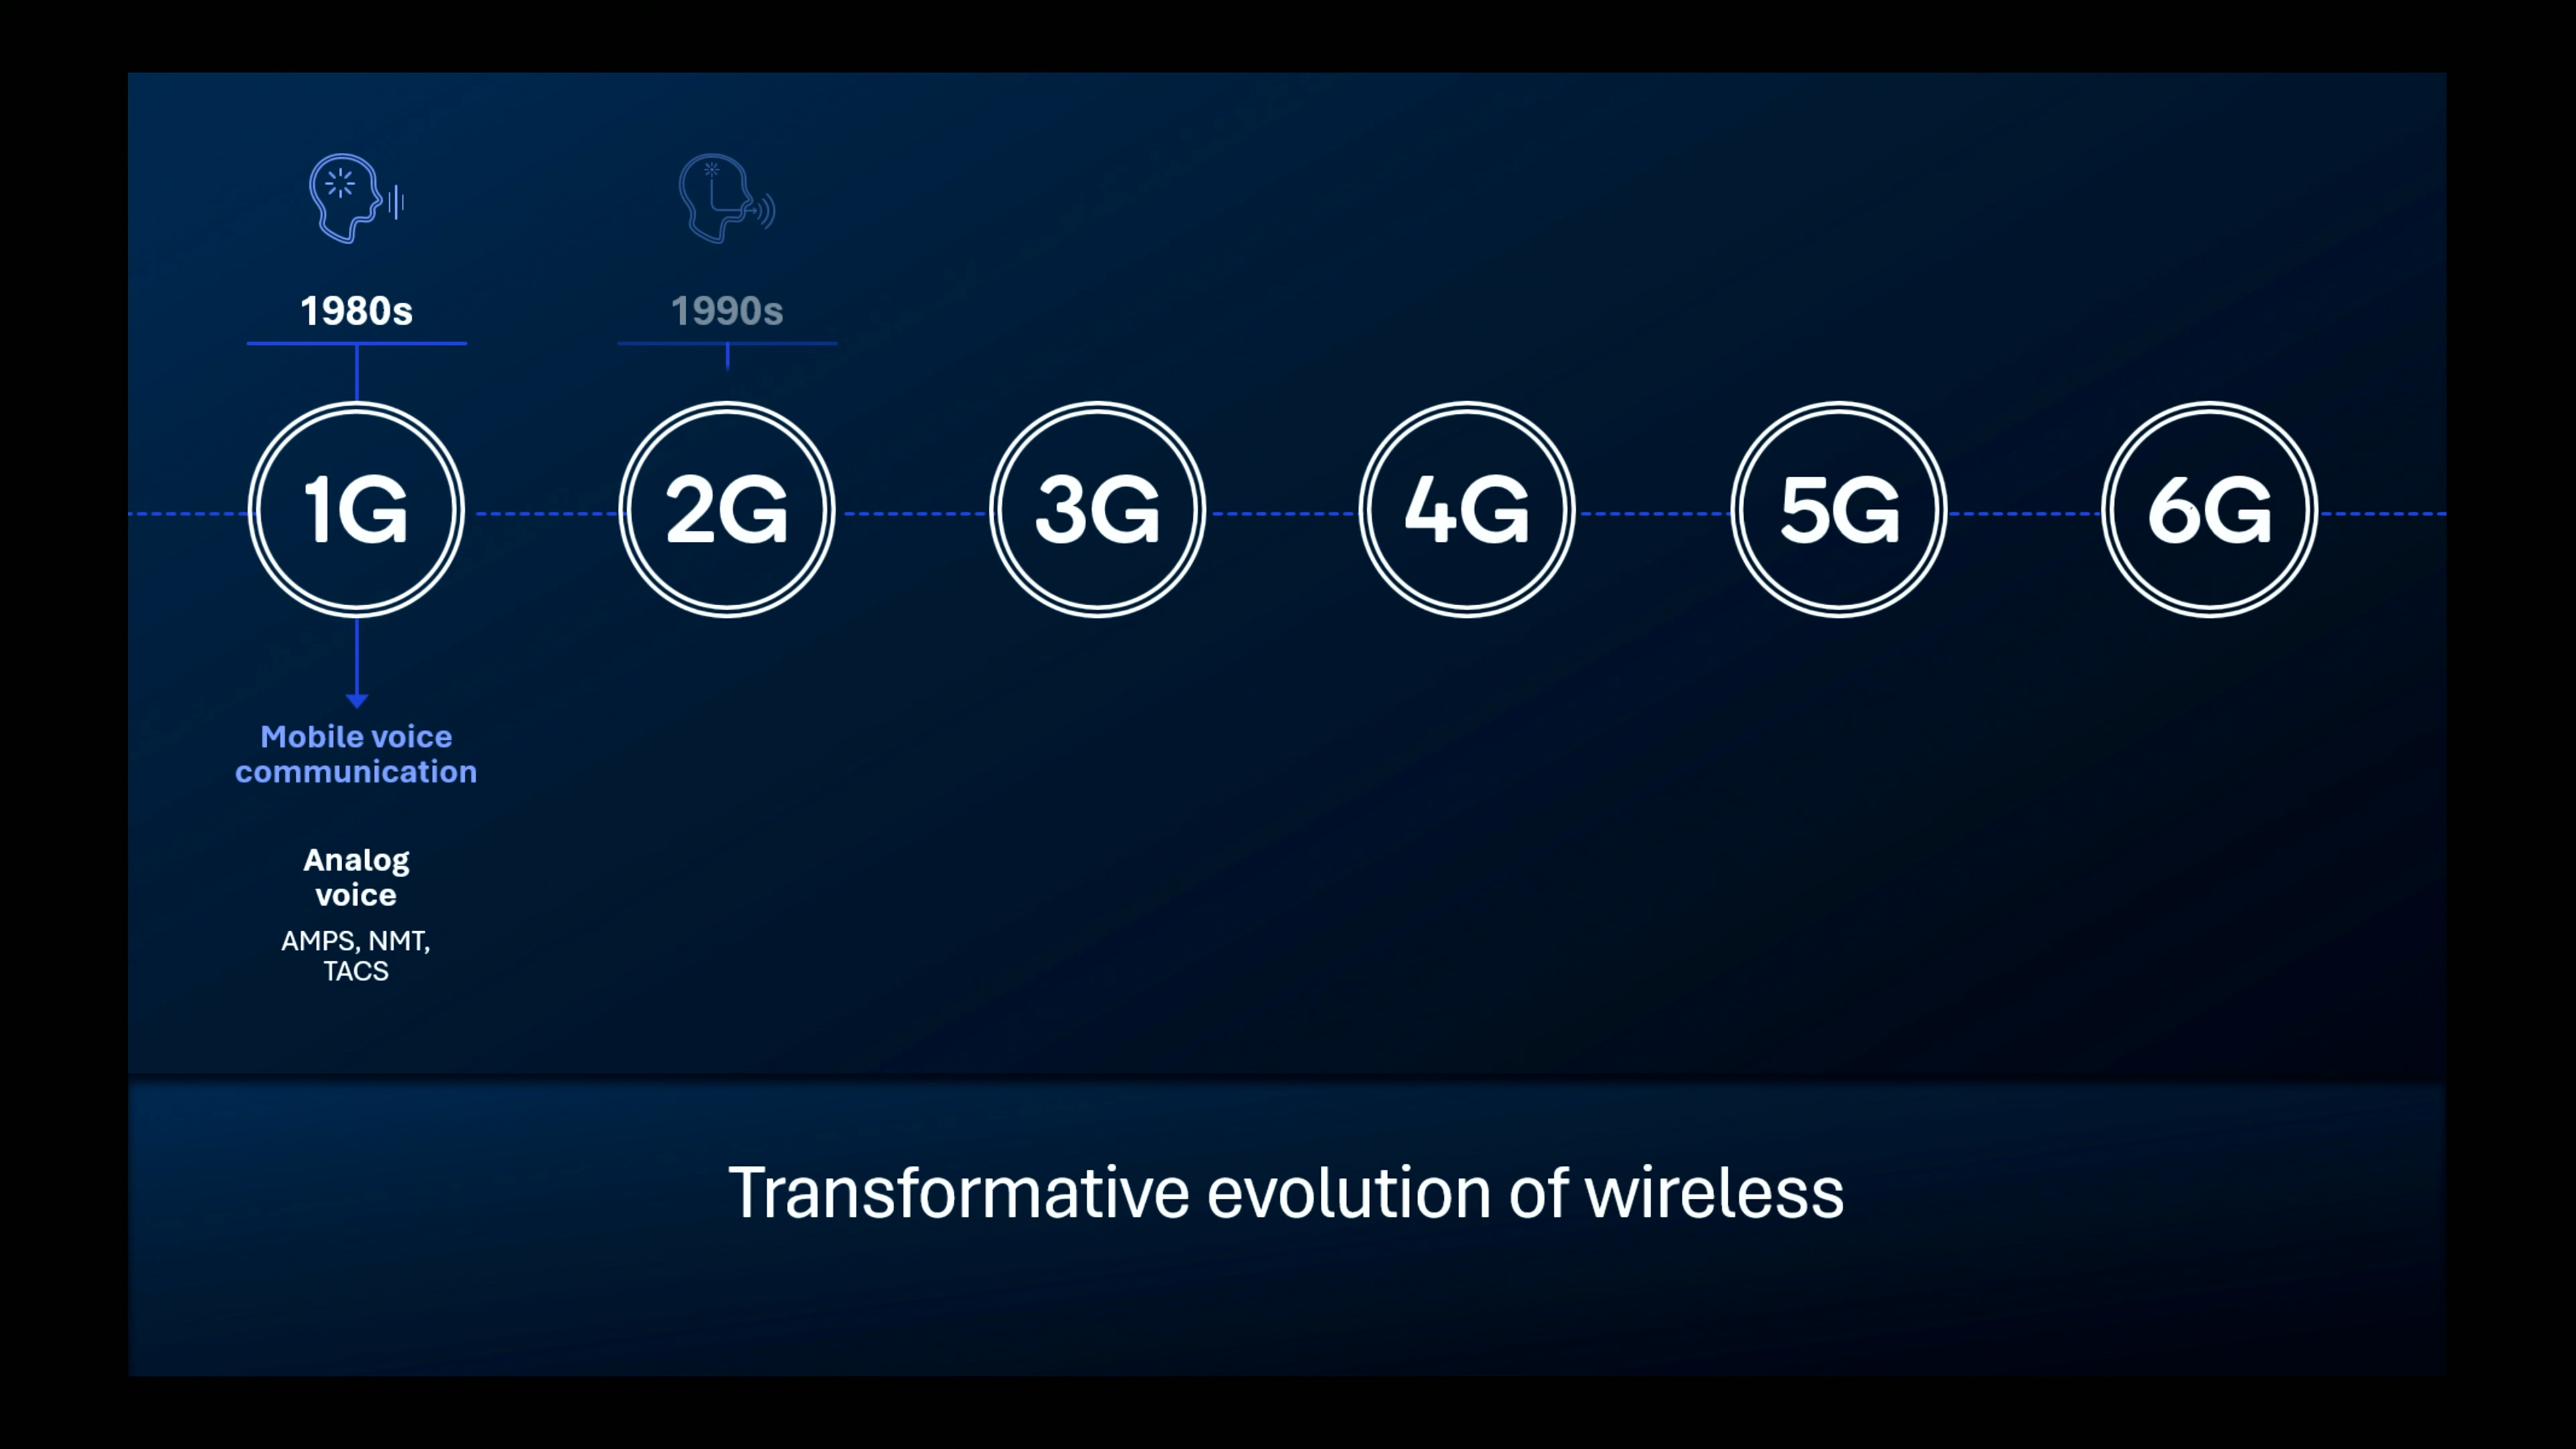 1980s
1990s
1G
2G
3G
4G
5G
6G
Mobile voice
communication
Analog
voice
AMPS, NMT,
TACS
Transformative evolution of wireless